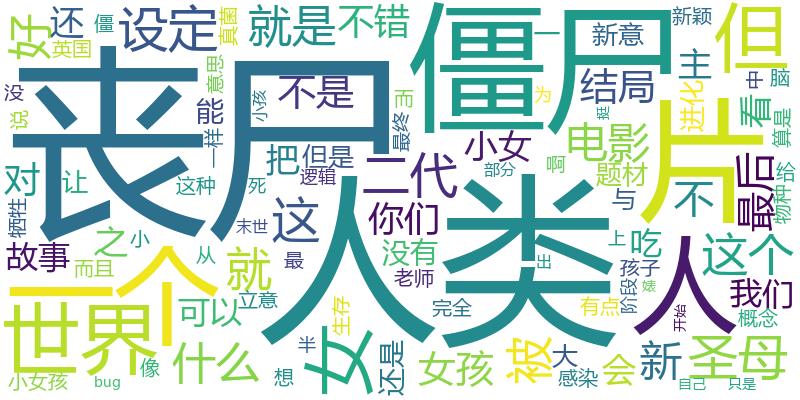 丧尸
人类
僵尸
片
一个
世界
人
女
但
设定
就是
不错
好
还
英国
僵
真菌
没
说
意思
能
一样
小孩
不是
而
最终
一
新意
新颖
结局
主
进化
看
中
脑
算是
挺
为
电影
小女
题材
啊
部分
把
但是
逻辑
二代
对
让
这种
死
牺牲
末世
这
你们
没有
老师
不
与
吃
上
孩子
最后
给
物种
这个
我们
概念
故事
之
小
而且
从
最
就
可以
立意
生存
完全
出
有点
阶段
婊
开始
什么
像
半
想
还是
女孩
被
大
感染
会
新
圣母
自己
只是
小女孩
bug